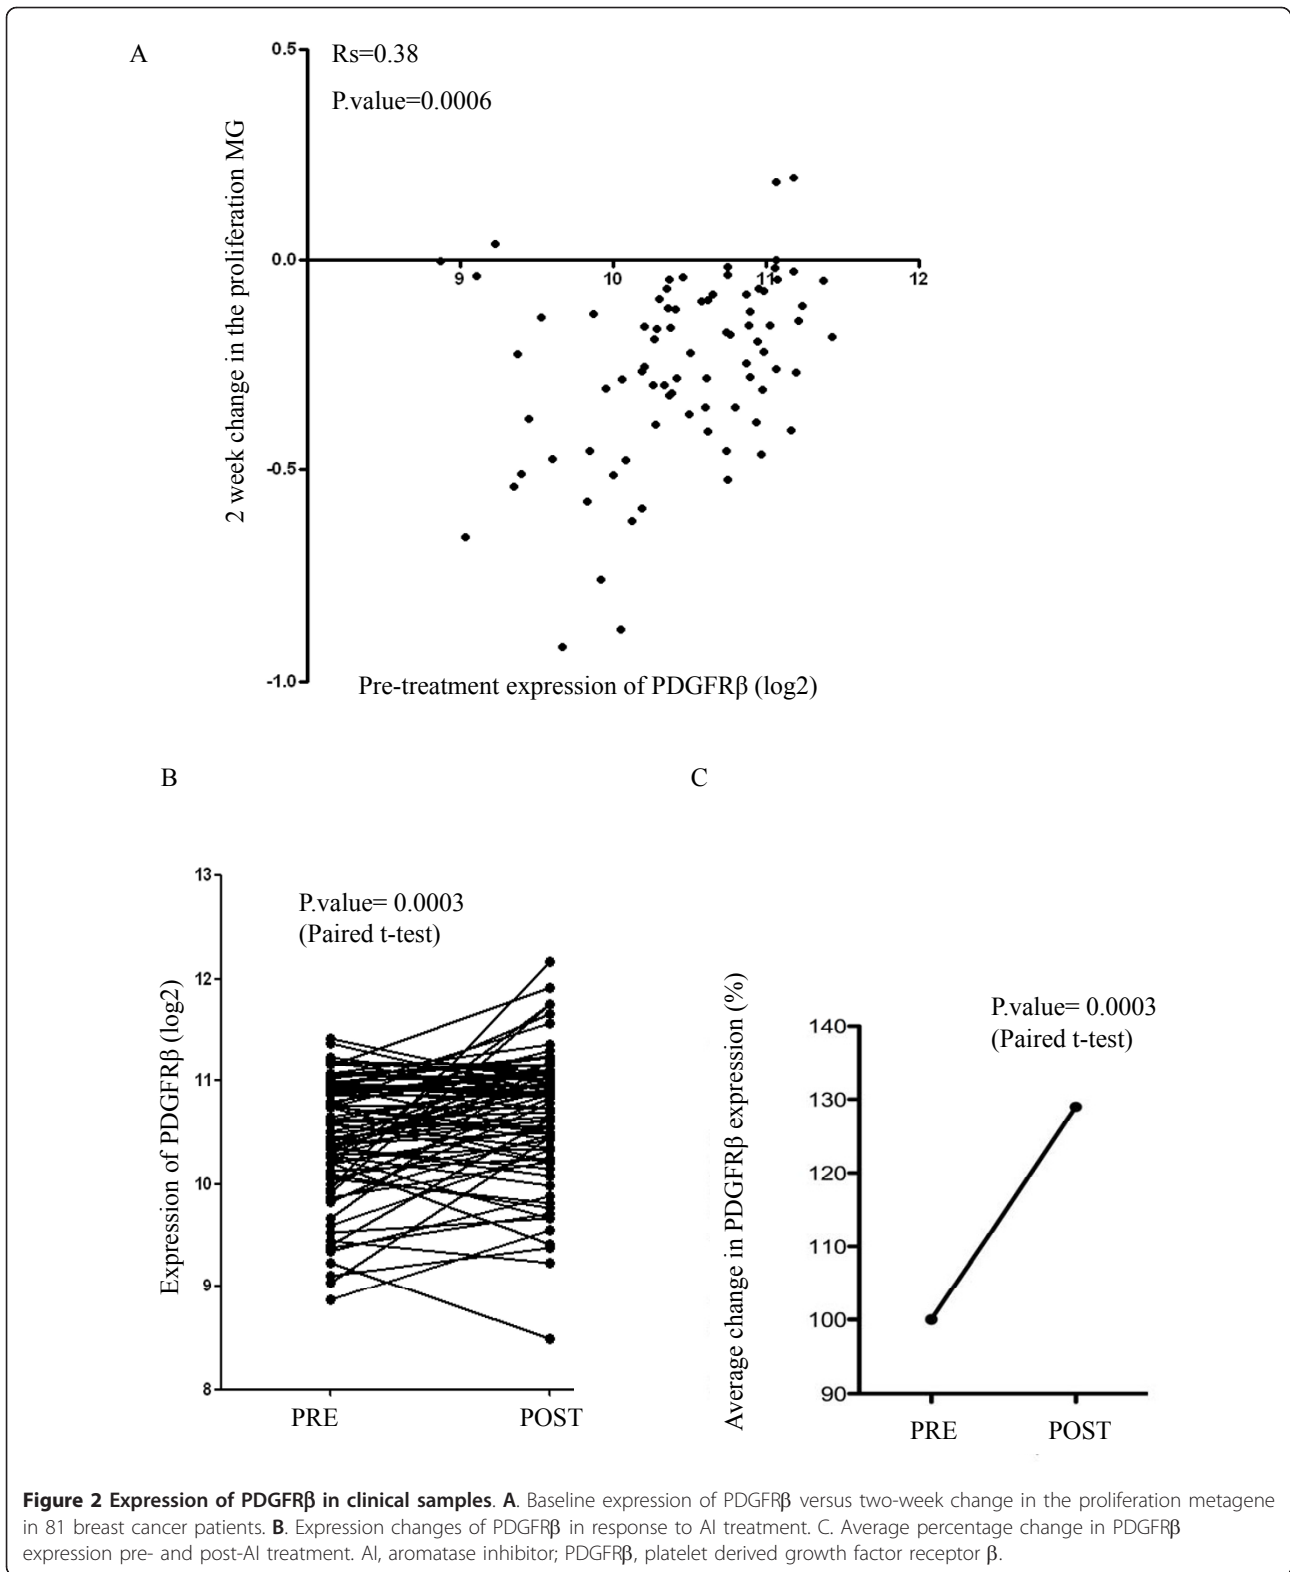 A
Rs=0.38
P.value=0.0006
2 week change in the proliferation MG
0.5
0.0
-0.5
-1.0
9
10
11
12
Pre-treatment expression of PDGFRβ (log2)
B
P.value= 0.0003
(Paired t-test)
Expression of PDGFRβ (log2)
13
12
11
10
9
8
PRE
POST
C
P.value= 0.0003
(Paired t-test)
Average change in PDGFRβ expression (%)
140
130
120
110
100
90
PRE
POST
Figure 2 Expression of PDGFRβ in clinical samples. A. Baseline expression of PDGFRβ versus two-week change in the proliferation metagene
in 81 breast cancer patients. B. Expression changes of PDGFRβ in response to AI treatment. C. Average percentage change in PDGFRβ
expression pre- and post-AI treatment. AI, aromatase inhibitor; PDGFRβ, platelet derived growth factor receptor β.